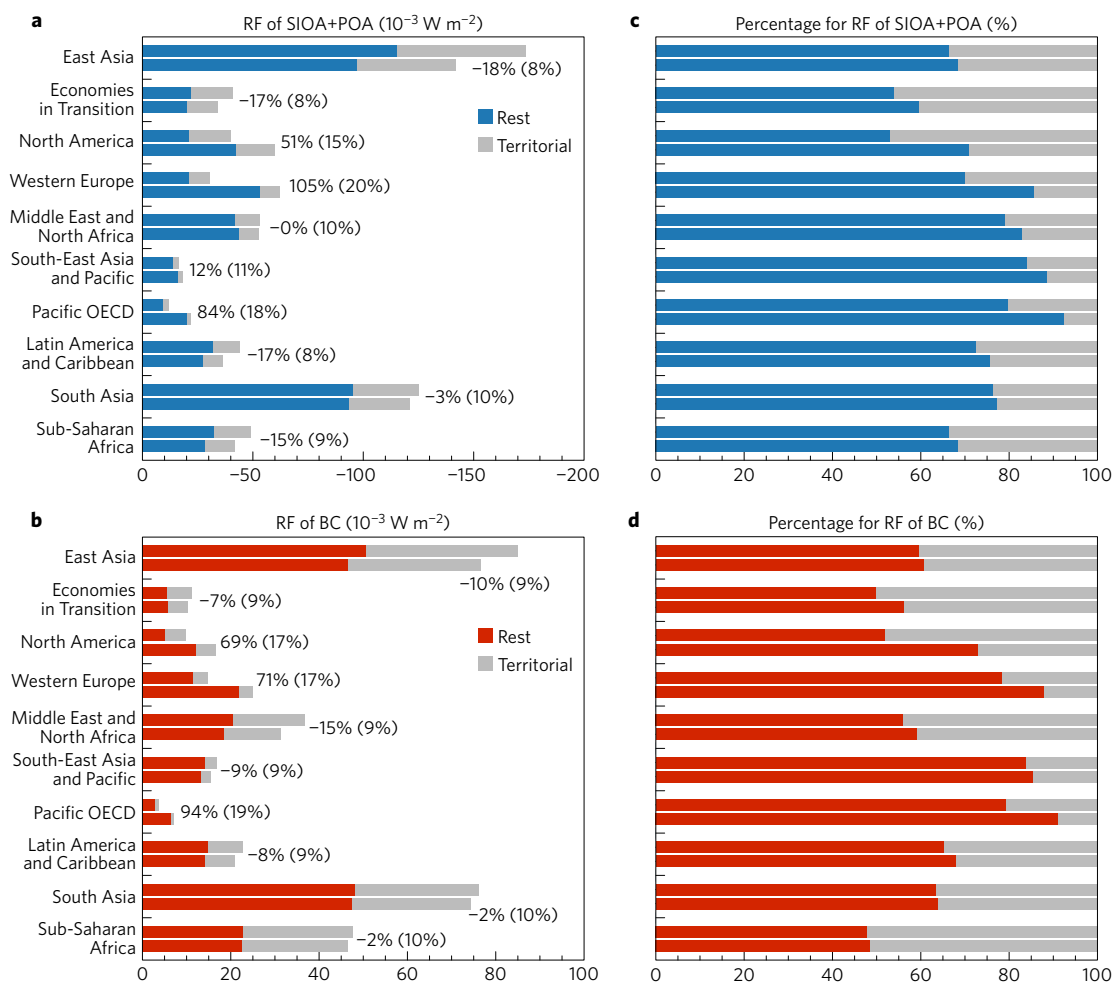 a RF of SIOA+POA (10⁻³ W m⁻²)
East Asia
−18% (8%)
Economies
in Transition
−17% (8%)
North America
51% (15%)
Western Europe
105% (20%)
Middle East and
North Africa
−0% (10%)
South-East Asia
and Pacific
12% (11%)
Pacific OECD
84% (18%)
Latin America
and Caribbean
−17% (8%)
South Asia
−3% (10%)
Sub-Saharan
Africa
−15% (9%)
Rest
Territorial
0 −50 −100 −150 −200
c Percentage for RF of SIOA+POA (%)
0 20 40 60 80 100
b RF of BC (10⁻³ W m⁻²)
East Asia
−10% (9%)
Economies
in Transition
−7% (9%)
North America
69% (17%)
Western Europe
71% (17%)
Middle East and
North Africa
−15% (9%)
South-East Asia
and Pacific
−9% (9%)
Pacific OECD
94% (19%)
Latin America
and Caribbean
−8% (9%)
South Asia
−2% (10%)
Sub-Saharan
Africa
−2% (10%)
Rest
Territorial
0 20 40 60 80 100
d Percentage for RF of BC (%)
0 20 40 60 80 100